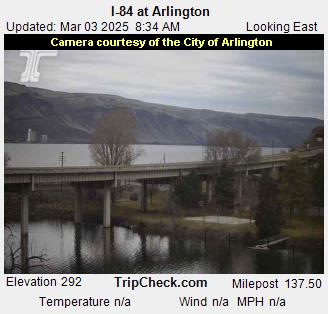 I-84 at Arlington
Updated: Mar 03 2025 8:34 AM Looking East
Camera courtesy of the City of Arlington
Elevation 292 TripCheck.com Milepost 137.50
Temperature n/a Wind n/a MPH n/a